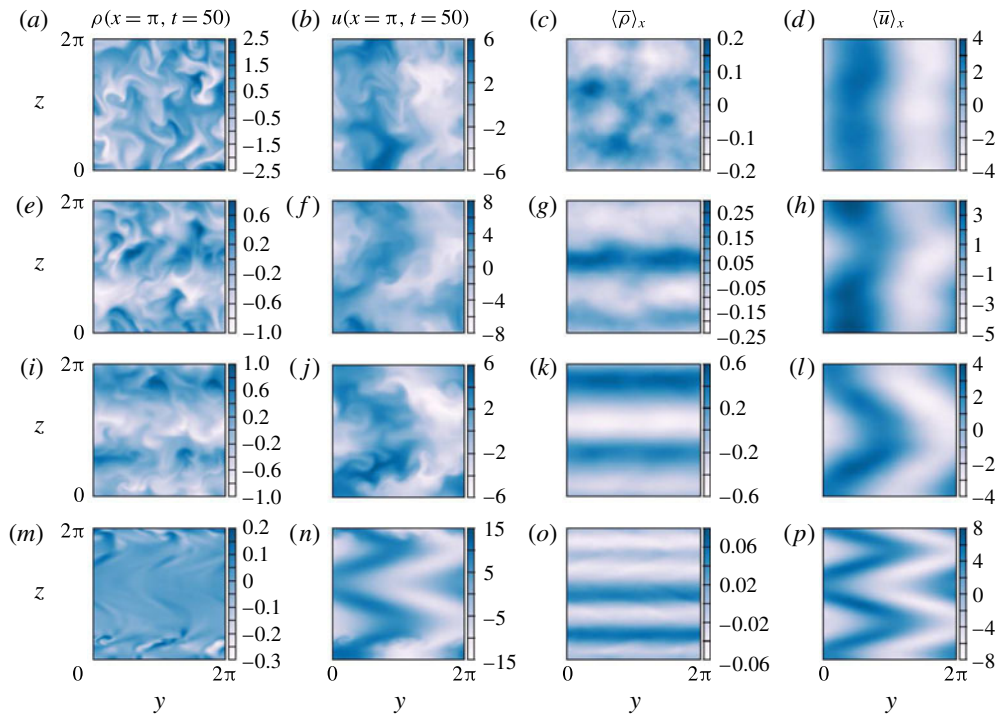 (a) ρ(x = π, t = 50) (b) u(x = π, t = 50) (c) ⟨ρ̅⟩ₓ (d) ⟨u̅⟩ₓ
2π 2.5 6 0.2 4
1.5 0.1 2
z 0.5 2 0 0
−0.5 −2 −0.1 −2
−1.5
0 −2.5 −6 −0.2 −4
(e) (f) (g) (h)
2π 0.6 8 0.25 3
0.2 4 0.15 1
z −0.2 0 0.05 −1
−0.6 −4 −0.05 −3
−0.15
0 −1.0 −8 −0.25 −5
(i) (j) (k) (l)
2π 1.0 6 0.6 4
0.6 2
z 0.2 2 0.2 0
−0.2 −2 −0.2 −2
−0.6
0 −1.0 −6 −0.6 −4
(m) (n) (o) (p)
2π 0.2 15 0.06 8
0.1 5 0.02 4
z 0 −5 −0.02 0
−0.1 −4
−0.2
−0.3 −15 −0.06 −8
0 2π 0 2π 0 2π 0 2π
y y y y